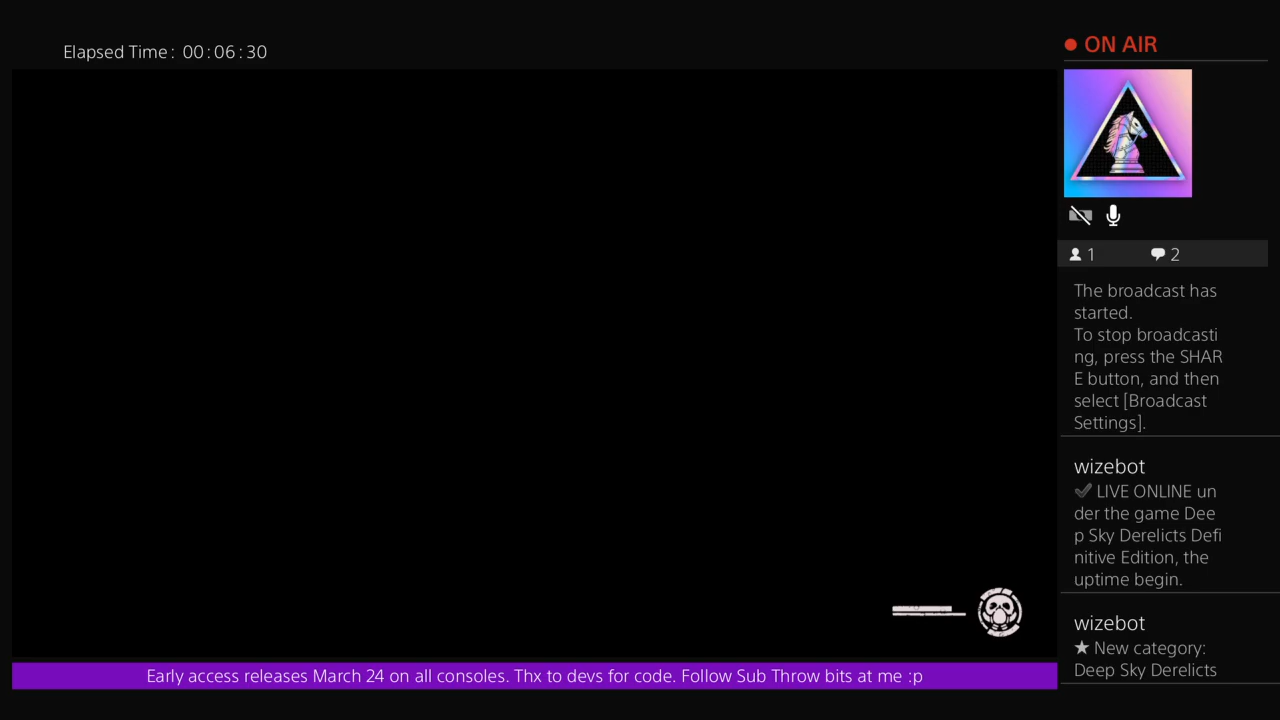 Elapsed Time: 00:06:30
ON AIR
1 2
The broadcast has
started.
To stop broadcasti
ng, press the SHAR
E button, and then
select [Broadcast
Settings].
wizebot
✔ LIVE ONLINE un
der the game Dee
p Sky Derelicts Defi
nitive Edition, the
uptime begin.
wizebot
★ New category:
Deep Sky Derelicts
Early access releases March 24 on all consoles. Thx to devs for code. Follow Sub Throw bits at me :p